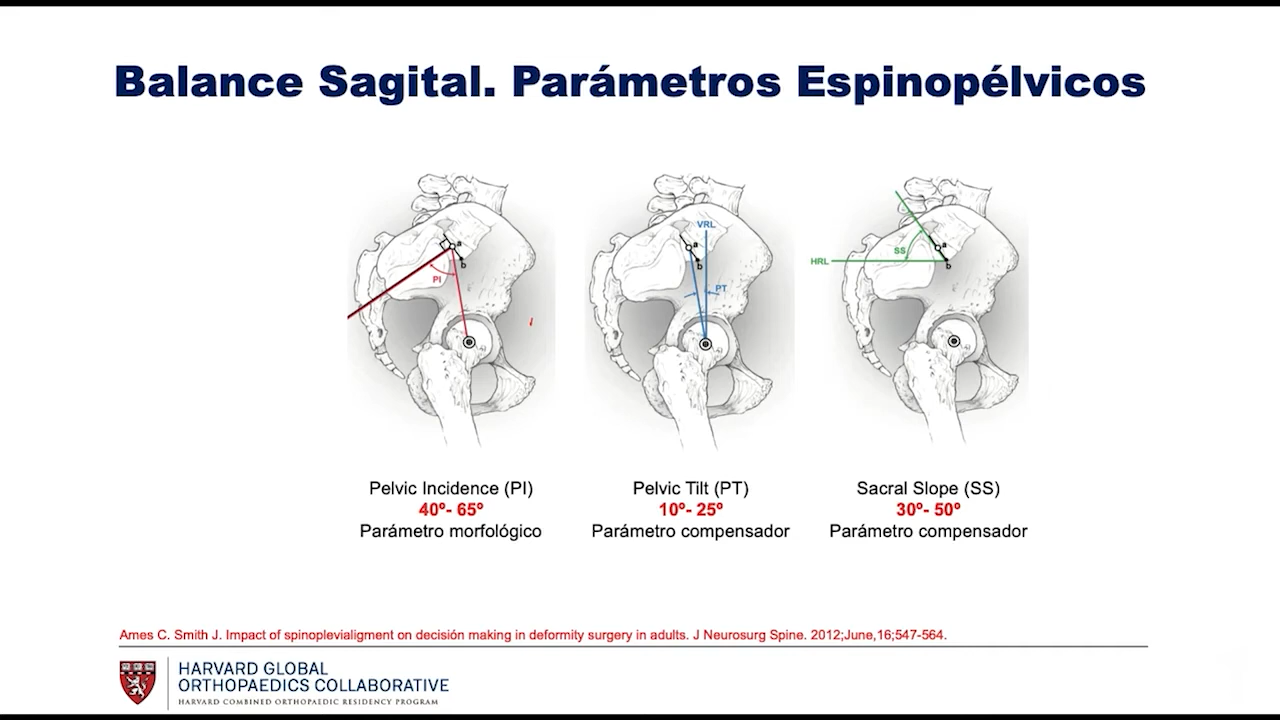 Balance Sagital. Parámetros Espinopélvicos
a
b
PI
VRL
a
b
PT
SS
a
HRL
b
Pelvic Incidence (PI)
40º- 65º
Parámetro morfológico
Pelvic Tilt (PT)
10º- 25º
Parámetro compensador
Sacral Slope (SS)
30º- 50º
Parámetro compensador
Ames C. Smith J. Impact of spinoplevialigment on decisión making in deformity surgery in adults. J Neurosurg Spine. 2012;June,16;547-564.
HARVARD GLOBAL
ORTHOPAEDICS COLLABORATIVE
HARVARD COMBINED ORTHOPAEDIC RESIDENCY PROGRAM